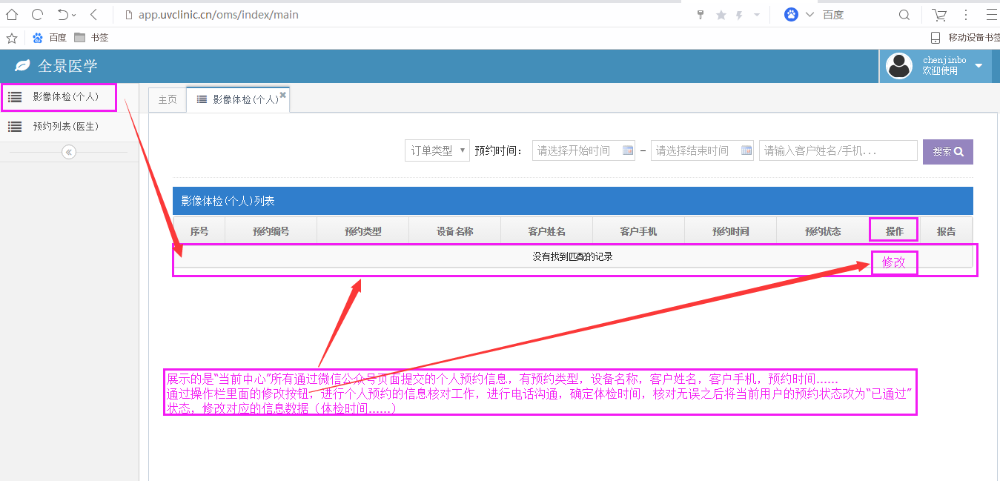 app.uvclinic.cn/oms/index/main
百度
百度
书签
移动设备书签
全景医学
chenjinbo
欢迎使用
影像体检(个人)
预约列表(医生)
主页
影像体检(个人)
订单类型
预约时间：
请选择开始时间
–
请选择结束时间
请输入客户姓名/手机...
搜索
影像体检(个人)列表
序号 预约编号 预约类型 设备名称 客户姓名 客户手机 预约时间 预约状态 操作 报告
没有找到匹配的记录
修改
展示的是“当前中心”所有通过微信公众号页面提交的个人预约信息，有预约类型，设备名称，客户姓名，客户手机，预约时间......
通过操作栏里面的修改按钮，进行个人预约的信息核对工作，进行电话沟通，确定体检时间，核对无误之后将当前用户的预约状态改为“已通过”
状态，修改对应的信息数据（体检时间......）